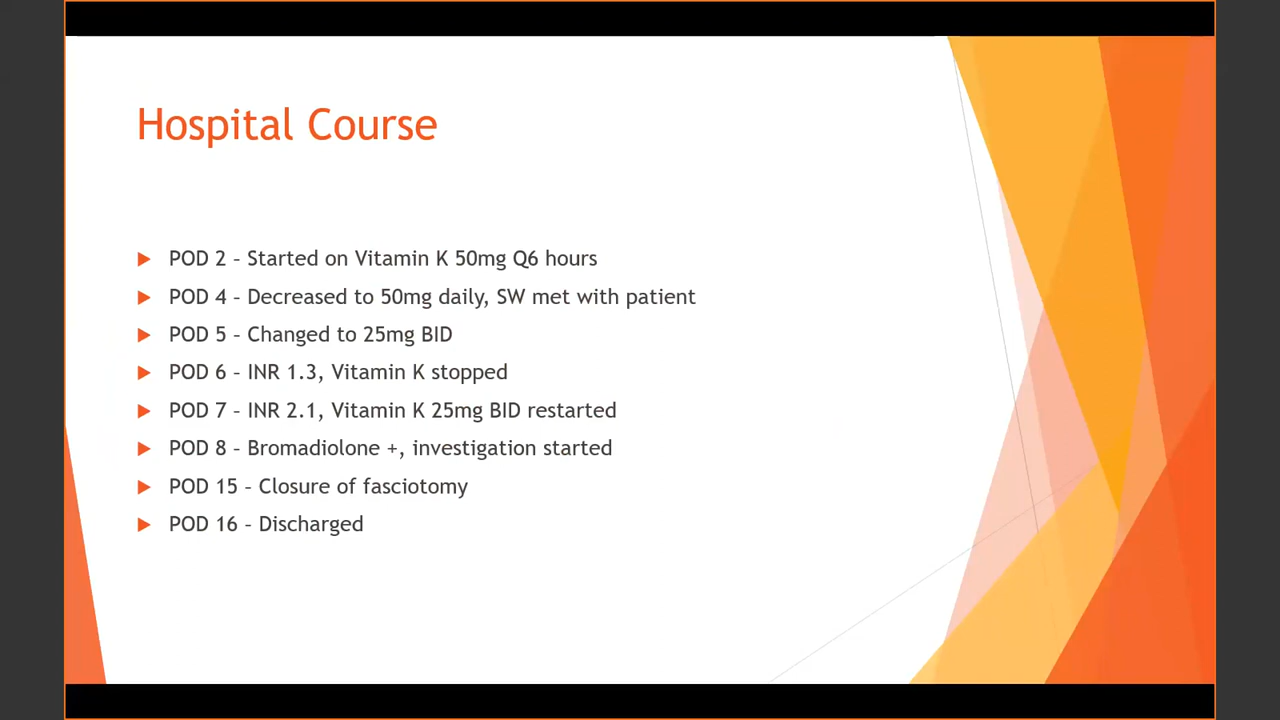 Hospital Course
POD 2 – Started on Vitamin K 50mg Q6 hours
POD 4 – Decreased to 50mg daily, SW met with patient
POD 5 – Changed to 25mg BID
POD 6 – INR 1.3, Vitamin K stopped
POD 7 – INR 2.1, Vitamin K 25mg BID restarted
POD 8 – Bromadiolone +, investigation started
POD 15 – Closure of fasciotomy
POD 16 – Discharged